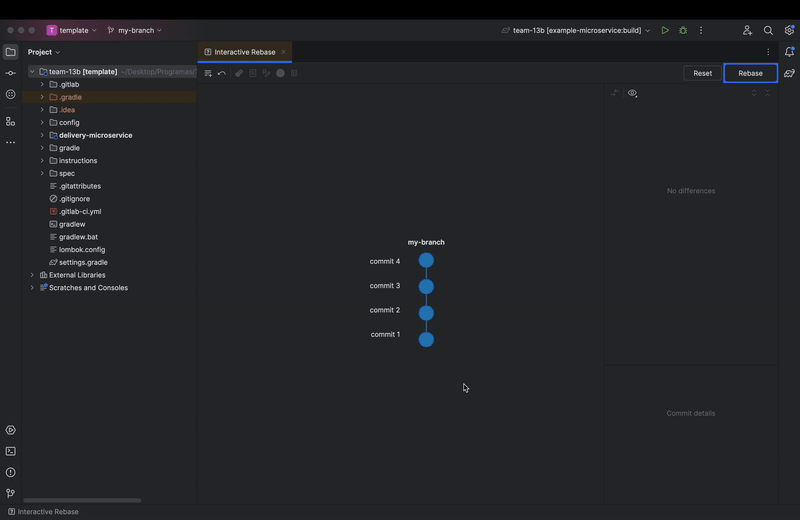 T template my-branch team-13b [example-microservice:build]
Project
Interactive Rebase
Reset Rebase
team-13b [template] ~/Desktop/Programas/
.gitlab
.gradle
.idea
config
delivery-microservice
gradle
instructions
spec
.gitattributes
.gitignore
.gitlab-ci.yml
gradlew
gradlew.bat
lombok.config
settings.gradle
External Libraries
Scratches and Consoles
my-branch
commit 4
commit 3
commit 2
commit 1
No differences
Commit details
Interactive Rebase